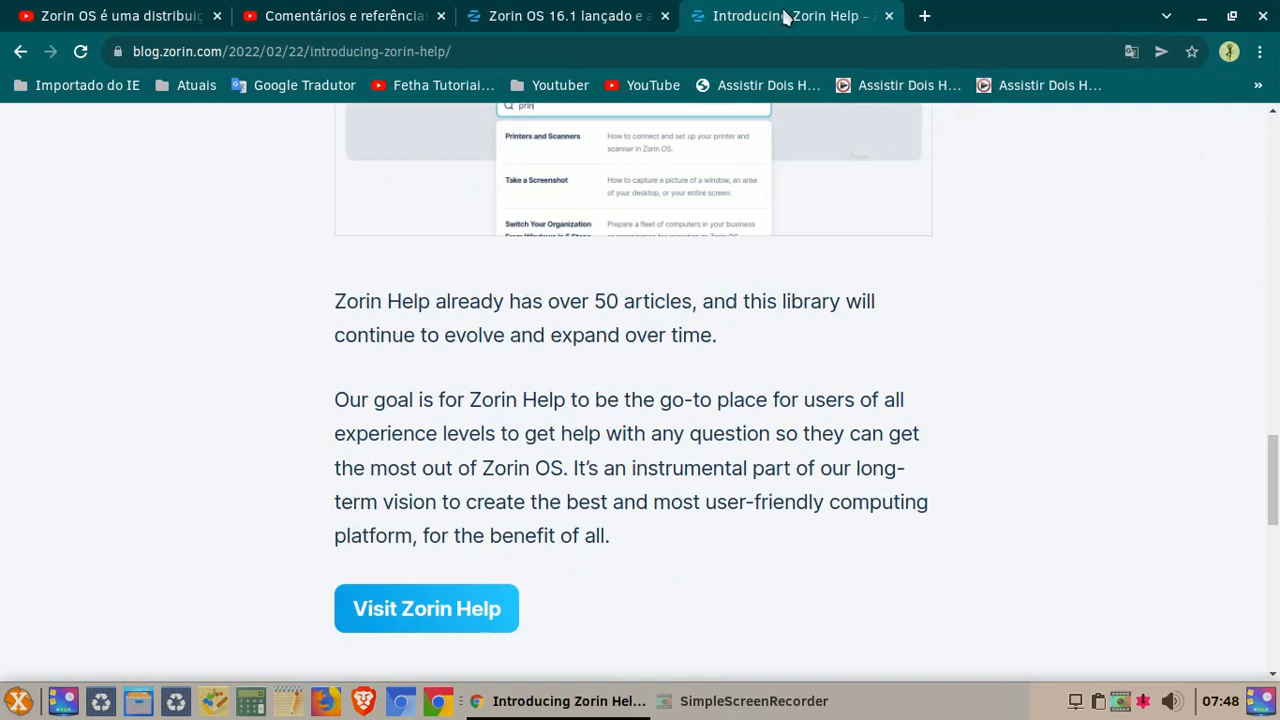 Zorin OS é uma distribuiç
Comentários e referências
Zorin OS 16.1 lançado e a
Introducing Zorin Help – Z
blog.zorin.com/2022/02/22/introducing-zorin-help/
Importado do IE
Atuais
Google Tradutor
Fetha Tutoriai...
Youtuber
YouTube
Assistir Dois H...
Assistir Dois H...
Assistir Dois H...
»
prin
Printers and Scanners
How to connect and set up your printer and
scanner in Zorin OS.
Take a Screenshot
How to capture a picture of a window, an area
of your desktop, or your entire screen.
Switch Your Organization
Prepare a fleet of computers in your business
Zorin Help already has over 50 articles, and this library will
continue to evolve and expand over time.
Our goal is for Zorin Help to be the go-to place for users of all
experience levels to get help with any question so they can get
the most out of Zorin OS. It's an instrumental part of our long-
term vision to create the best and most user-friendly computing
platform, for the benefit of all.
Visit Zorin Help
Introducing Zorin Hel...
SimpleScreenRecorder
07:48